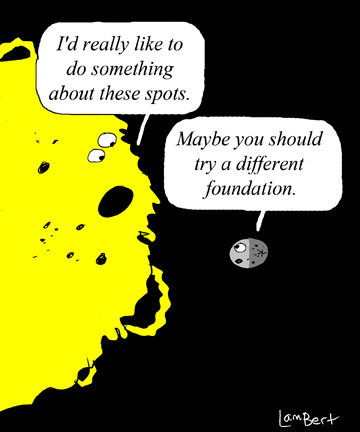 I'd really like to
do something
about these spots.
Maybe you should
try a different
foundation.
LamBert